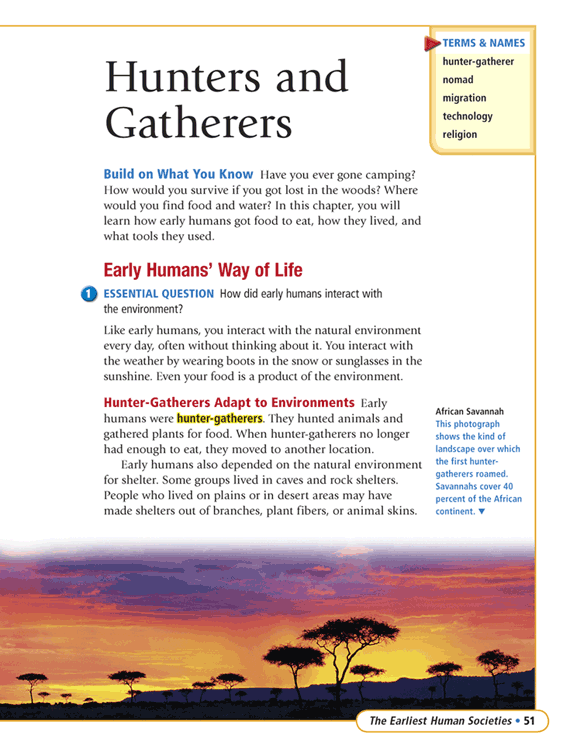 TERMS & NAMES
hunter-gatherer
nomad
migration
technology
religion
Hunters and
Gatherers
Build on What You Know Have you ever gone camping?
How would you survive if you got lost in the woods? Where
would you find food and water? In this chapter, you will
learn how early humans got food to eat, how they lived, and
what tools they used.
Early Humans' Way of Life
1 ESSENTIAL QUESTION How did early humans interact with
the environment?
Like early humans, you interact with the natural environment
every day, often without thinking about it. You interact with
the weather by wearing boots in the snow or sunglasses in the
sunshine. Even your food is a product of the environment.
Hunter-Gatherers Adapt to Environments Early
humans were hunter-gatherers. They hunted animals and
gathered plants for food. When hunter-gatherers no longer
had enough to eat, they moved to another location.
Early humans also depended on the natural environment
for shelter. Some groups lived in caves and rock shelters.
People who lived on plains or in desert areas may have
made shelters out of branches, plant fibers, or animal skins.
African Savannah
This photograph
shows the kind of
landscape over which
the first hunter-
gatherers roamed.
Savannahs cover 40
percent of the African
continent. ▼
The Earliest Human Societies • 51